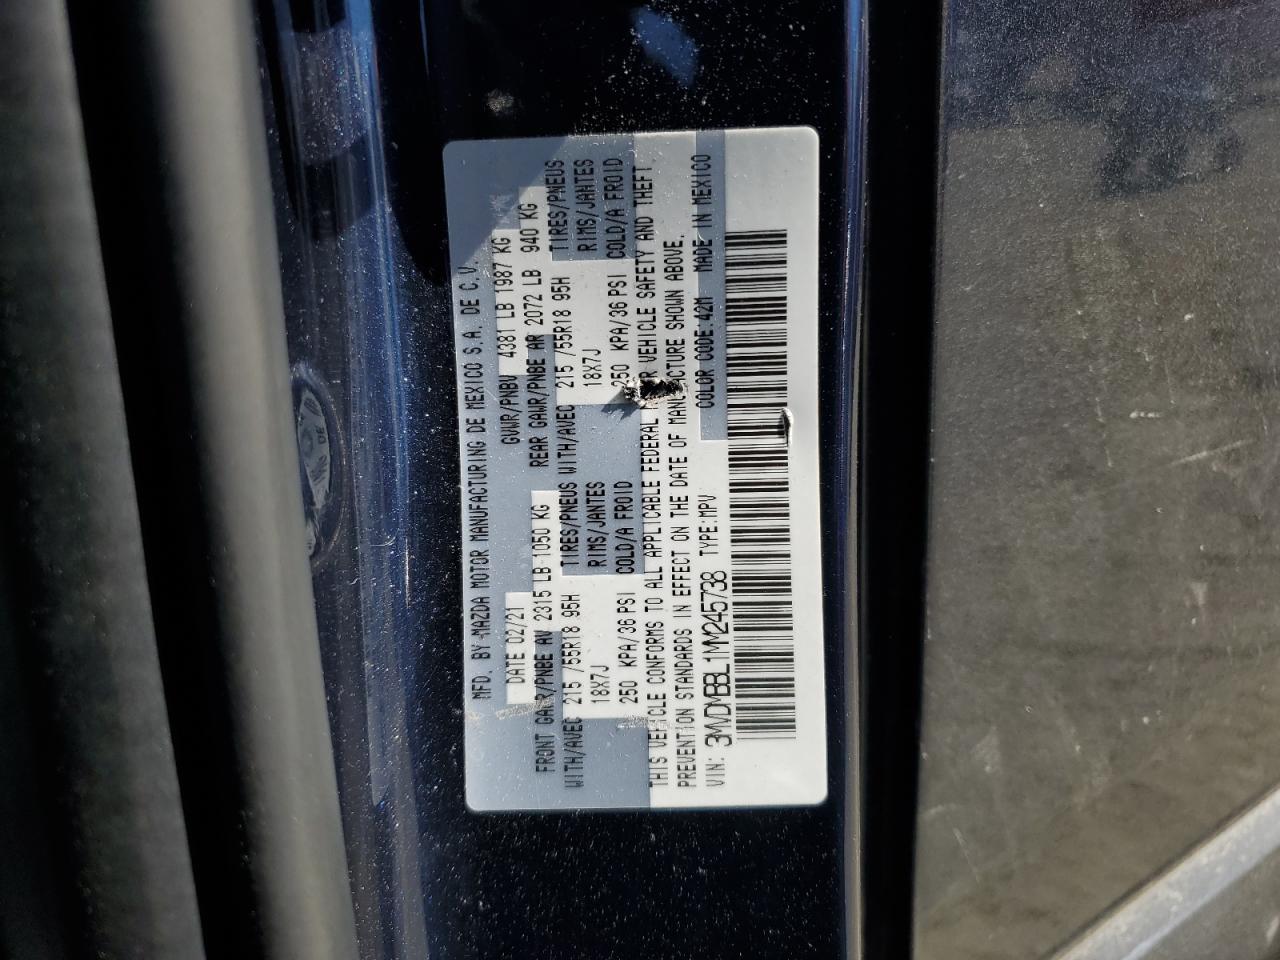 MFD. BY MAZDA MOTOR MANUFACTURING DE MEXICO S.A. DE C.V.
DATE 02/21 GVWR/PNBV 4381 LB 1987 KG
FRONT GAWR/PNBE AV 2315 LB 1050 KG REAR GAWR/PNBE AR 2072 LB 940 KG
WITH/AVEC 215 /55R18 95H TIRES/PNEUS WITH/AVEC 215 /55R18 95H TIRES/PNEUS
18X7J RIMS/JANTES 18X7J RIMS/JANTES
250 KPA/36 PSI COLD/A FROID 250 KPA/36 PSI COLD/A FROID
THIS VEHICLE CONFORMS TO ALL APPLICABLE FEDERAL VEHICLE SAFETY AND THEFT
PREVENTION STANDARDS IN EFFECT ON THE DATE OF MANUFACTURE SHOWN ABOVE.
COLOR CODE:42M MADE IN MEXICO
VIN: 3MVDMBBL1MM245738 TYPE:MPV